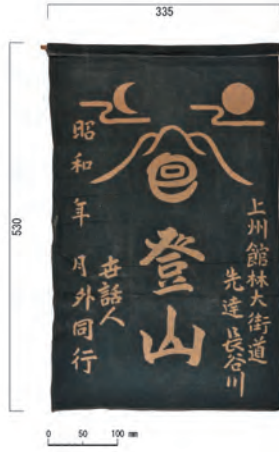 335
530
登山
上州館林大街道
先達 長谷川
世話人
昭和 年 月外同行
0 50 100 mm